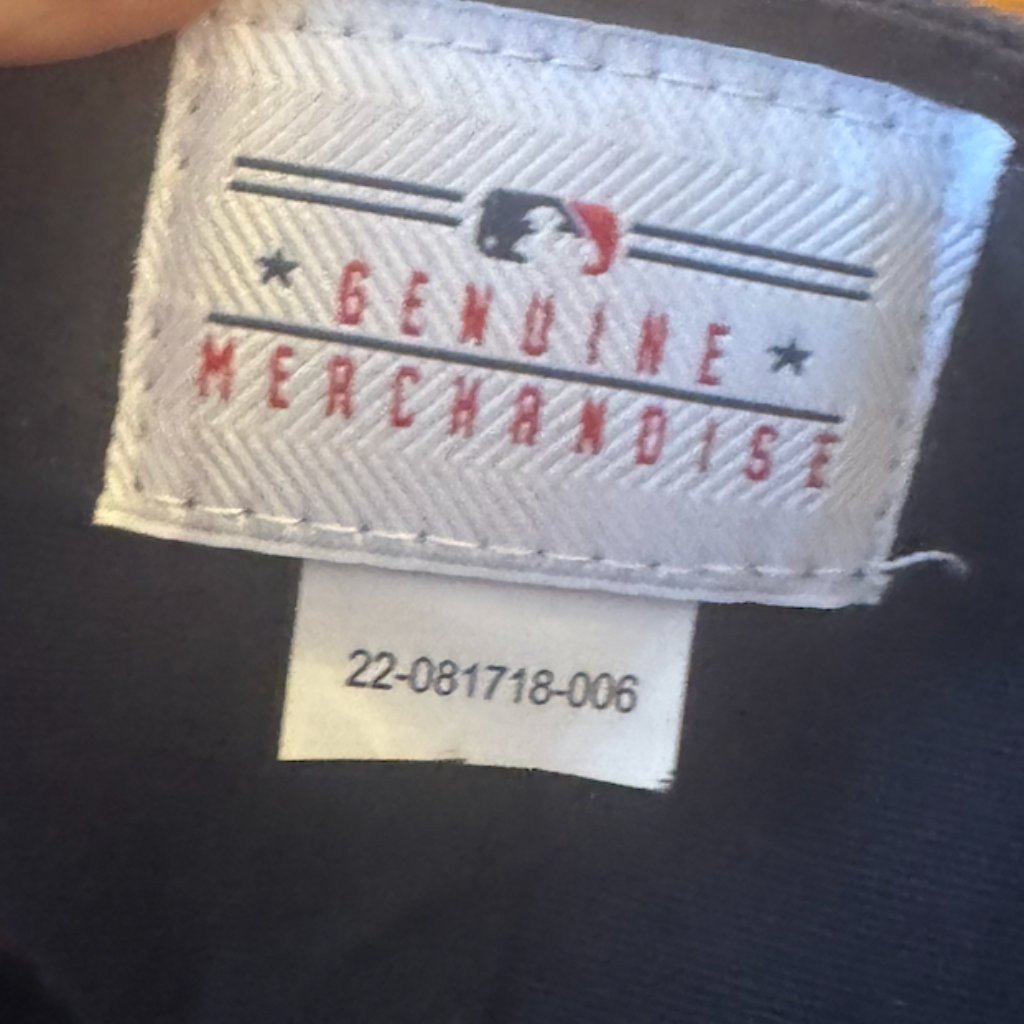 GENUINE
MERCHANDISE
22-081718-006